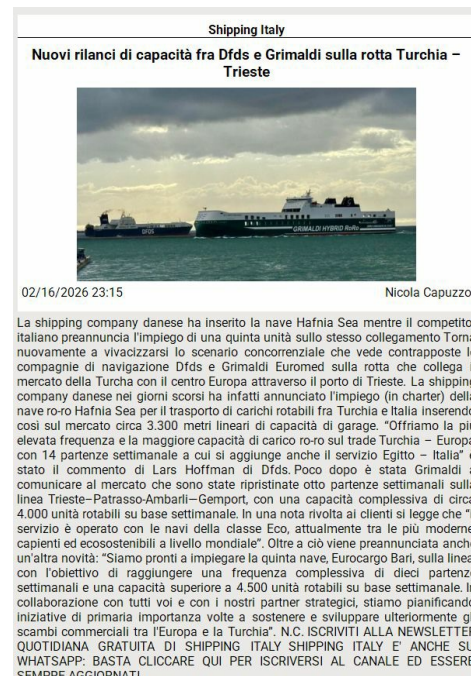 Shipping Italy
Nuovi rilanci di capacità fra Dfds e Grimaldi sulla rotta Turchia –
Trieste
DFDS
GRIMALDI HYBRID RoRo
02/16/2026 23:15
Nicola Capuzzo
La shipping company danese ha inserito la nave Hafnia Sea mentre il competito
italiano preannuncia l'impiego di una quinta unità sullo stesso collegamento Torna
nuovamente a vivacizzarsi lo scenario concorrenziale che vede contrapposte l
compagnie di navigazione Dfds e Grimaldi Euromed sulla rotta che collega i
mercato della Turcha con il centro Europa attraverso il porto di Trieste. La shipping
company danese nei giorni scorsi ha infatti annunciato l'impiego (in charter) della
nave ro-ro Hafnia Sea per il trasporto di carichi rotabili fra Turchia e Italia inserendo
così sul mercato circa 3.300 metri lineari di capacità di garage. “Offriamo la più
elevata frequenza e la maggiore capacità di carico ro-ro sul trade Turchia – Europa
con 14 partenze settimanali a cui si aggiunge anche il servizio Egitto – Italia” è
stato il commento di Lars Hoffman di Dfds. Poco dopo è stata Grimaldi a
comunicare al mercato che sono state ripristinate otto partenze settimanali sulla
linea Trieste–Patrasso-Ambarli–Gemport, con una capacità complessiva di circa
4.000 unità rotabili su base settimanale. In una nota rivolta ai clienti si legge che “I
servizio è operato con le navi della classe Eco, attualmente tra le più moderne
capienti ed ecosostenibili a livello mondiale”. Oltre a ciò viene preannunciata anche
un'altra novità: “Siamo pronti a impiegare la quinta nave, Eurocargo Bari, sulla linea
con l'obiettivo di raggiungere una frequenza complessiva di dieci partenze
settimanali e una capacità superiore a 4.500 unità rotabili su base settimanale. In
collaborazione con tutti voi e con i nostri partner strategici, stiamo pianificando
iniziative di primaria importanza volte a sostenere e sviluppare ulteriormente gl
scambi commerciali tra l'Europa e la Turchia”. N.C. ISCRIVITI ALLA NEWSLETTER
QUOTIDIANA GRATUITA DI SHIPPING ITALY SHIPPING ITALY E' ANCHE SU
WHATSAPP: BASTA CLICCARE QUI PER ISCRIVERSI AL CANALE ED ESSERE
SEMPRE AGGIORNATI